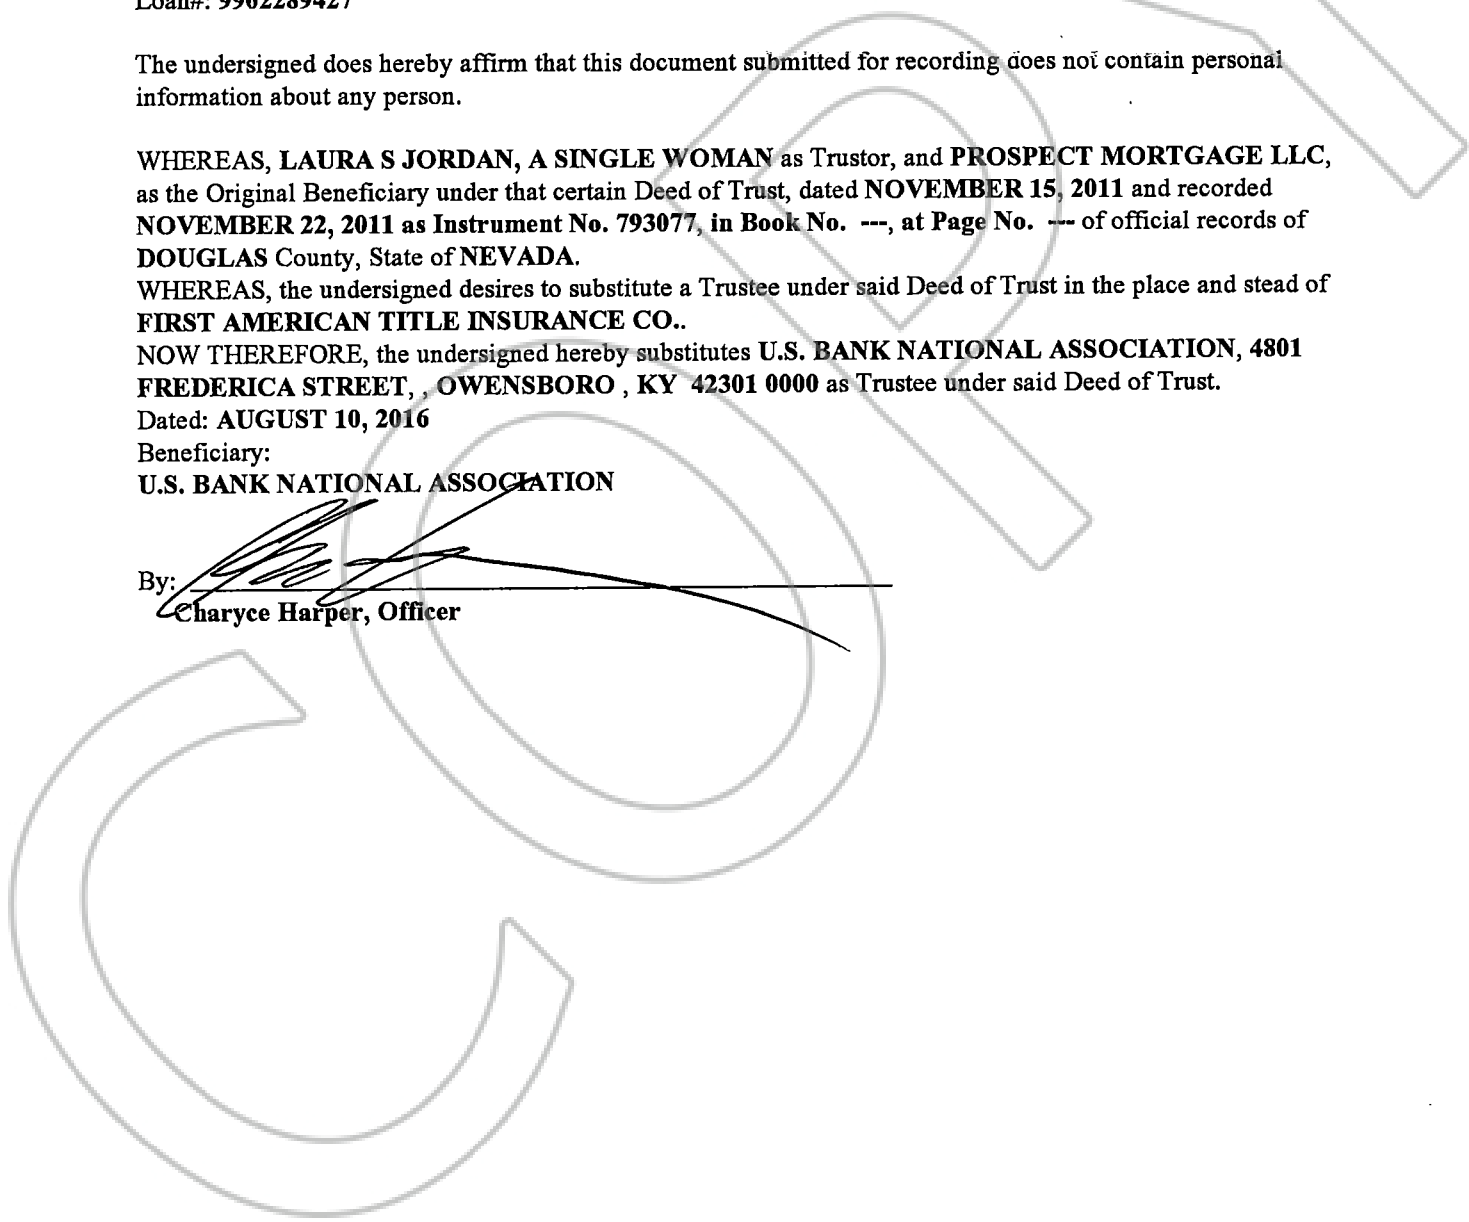 Loan#: 9902289427
The undersigned does hereby affirm that this document submitted for recording does not contain personal
information about any person.
WHEREAS, LAURA S JORDAN, A SINGLE WOMAN as Trustor, and PROSPECT MORTGAGE LLC,
as the Original Beneficiary under that certain Deed of Trust, dated NOVEMBER 15, 2011 and recorded
NOVEMBER 22, 2011 as Instrument No. 793077, in Book No. ---, at Page No. --- of official records of
DOUGLAS County, State of NEVADA.
WHEREAS, the undersigned desires to substitute a Trustee under said Deed of Trust in the place and stead of
FIRST AMERICAN TITLE INSURANCE CO..
NOW THEREFORE, the undersigned hereby substitutes U.S. BANK NATIONAL ASSOCIATION, 4801
FREDERICA STREET, , OWENSBORO , KY 42301 0000 as Trustee under said Deed of Trust.
Dated: AUGUST 10, 2016
Beneficiary:
U.S. BANK NATIONAL ASSOCIATION
By:
Charyce Harper, Officer
COPY